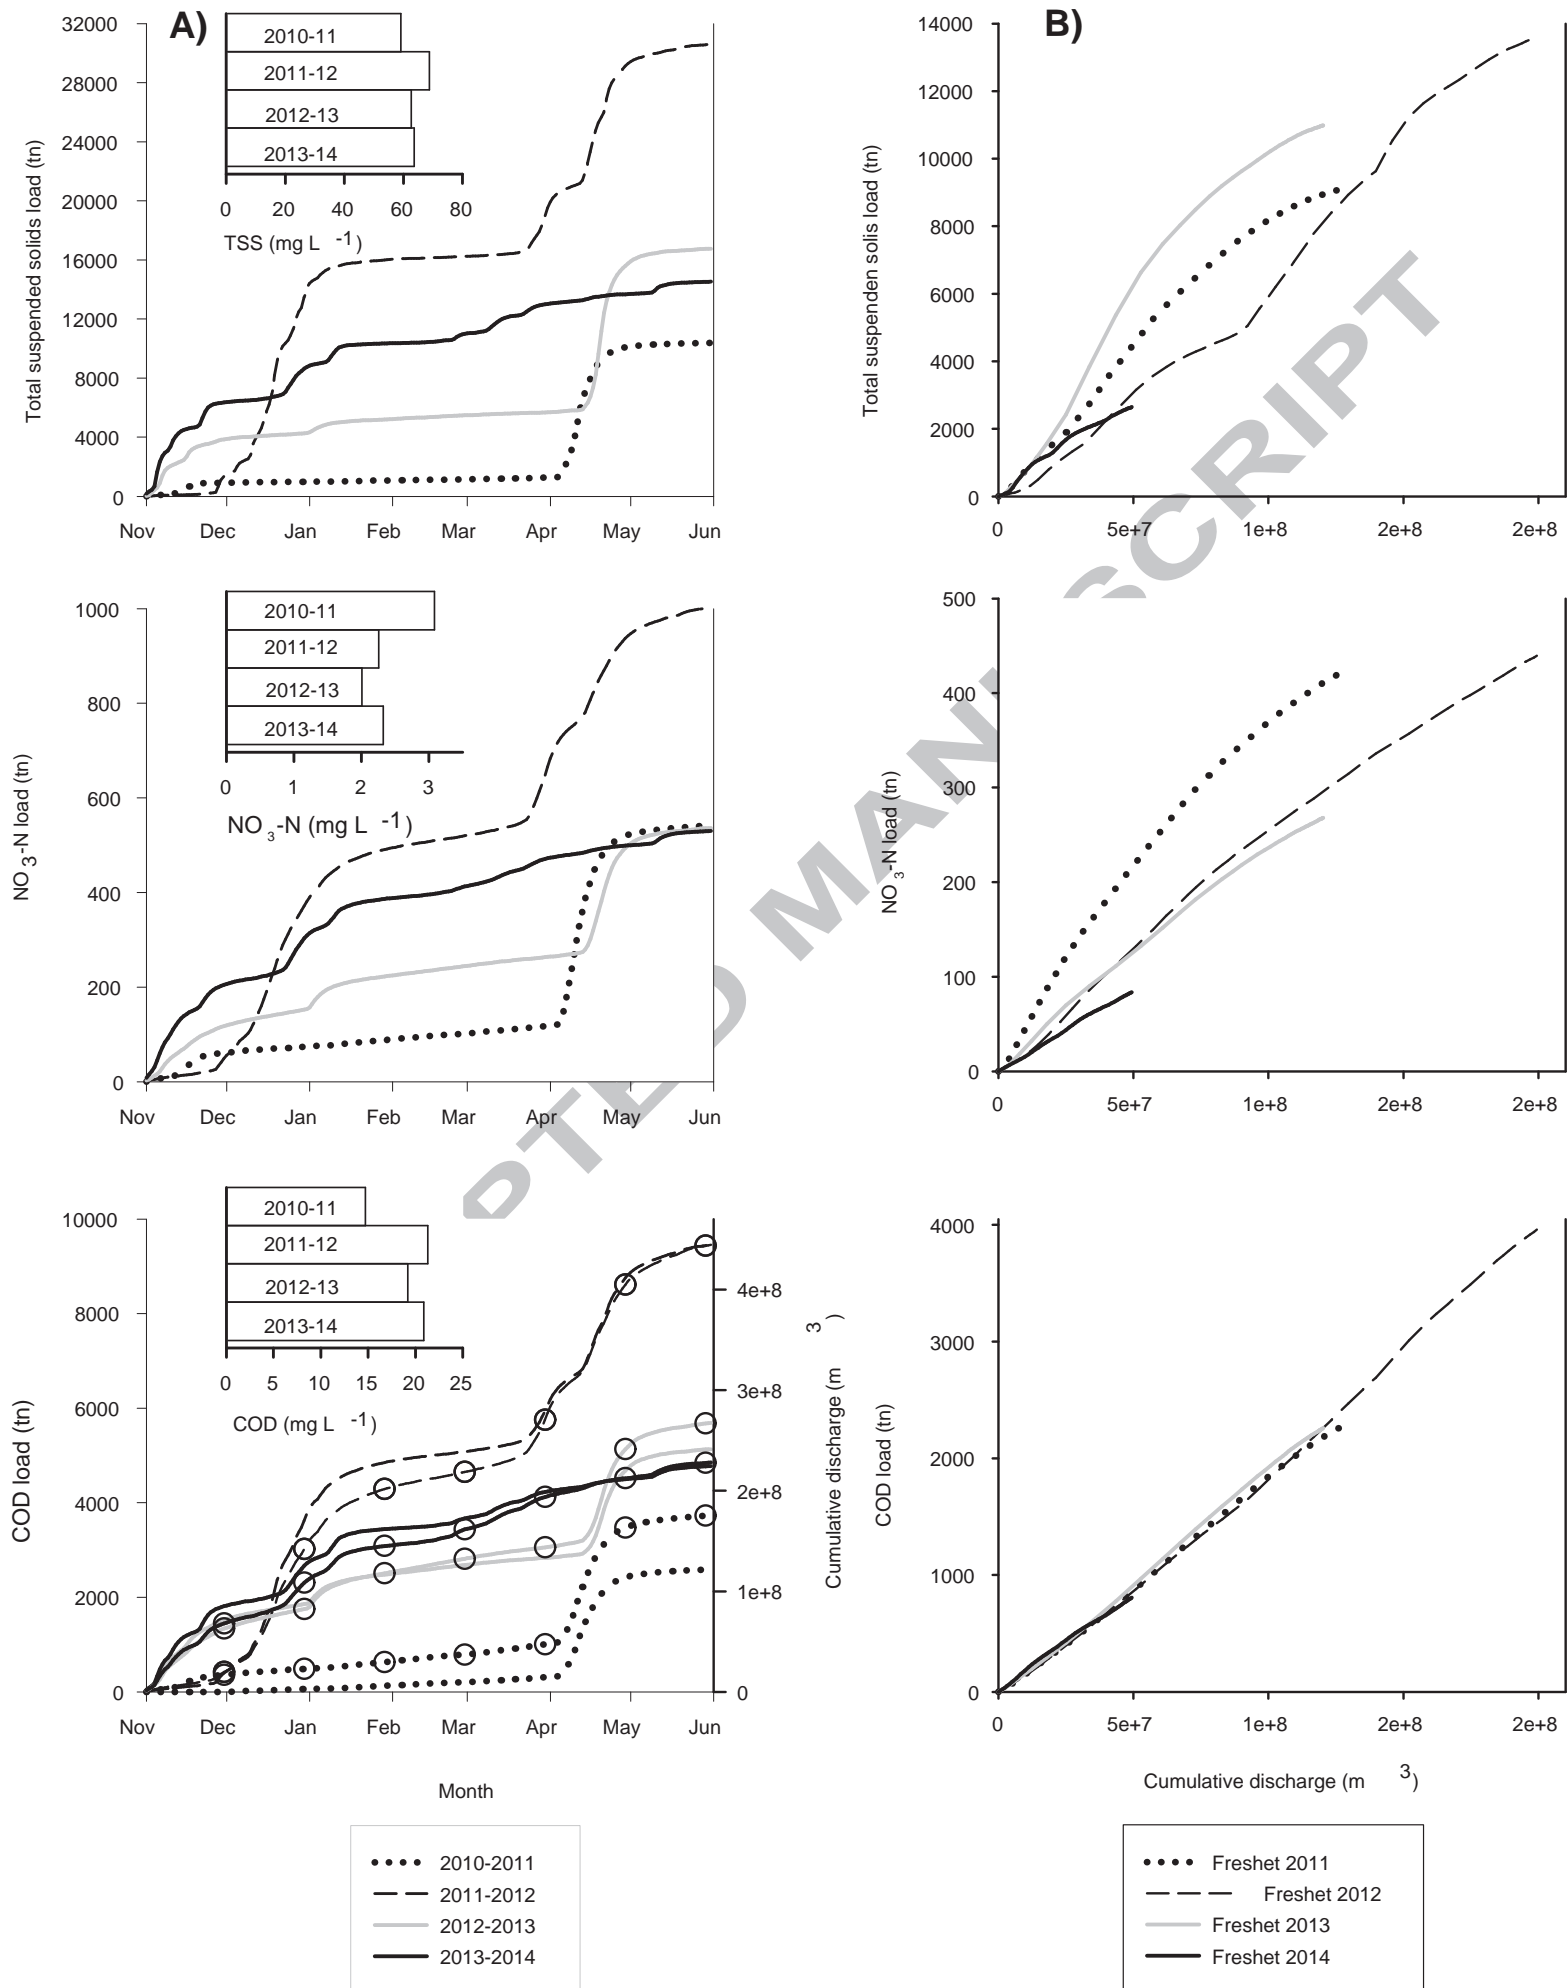 A)
32000
28000
24000
20000
16000
12000
8000
4000
0
Total suspended solids load (tn)
2010-11
2011-12
2012-13
2013-14
0 20 40 60 80
TSS (mg L -1)
Nov Dec Jan Feb Mar Apr May Jun
B)
14000
12000
10000
8000
6000
4000
2000
0
Total suspenden solis load (tn)
0 5e+7 1e+8 2e+8 2e+8
1000
800
600
400
200
0
NO3-N load (tn)
2010-11
2011-12
2012-13
2013-14
0 1 2 3
NO3-N (mg L -1)
Nov Dec Jan Feb Mar Apr May Jun
500
400
300
200
100
0
NO3-N load (tn)
0 5e+7 1e+8 2e+8 2e+8
10000
8000
6000
4000
2000
0
COD load (tn)
2010-11
2011-12
2012-13
2013-14
0 5 10 15 20 25
COD (mg L -1)
4e+8
3e+8
2e+8
1e+8
0
Cumulative discharge (m 3)
Nov Dec Jan Feb Mar Apr May Jun
Month
4000
3000
2000
1000
0
COD load (tn)
0 5e+7 1e+8 2e+8 2e+8
Cumulative discharge (m 3)
2010-2011
2011-2012
2012-2013
2013-2014
Freshet 2011
Freshet 2012
Freshet 2013
Freshet 2014
PTED MANUSCRIPT